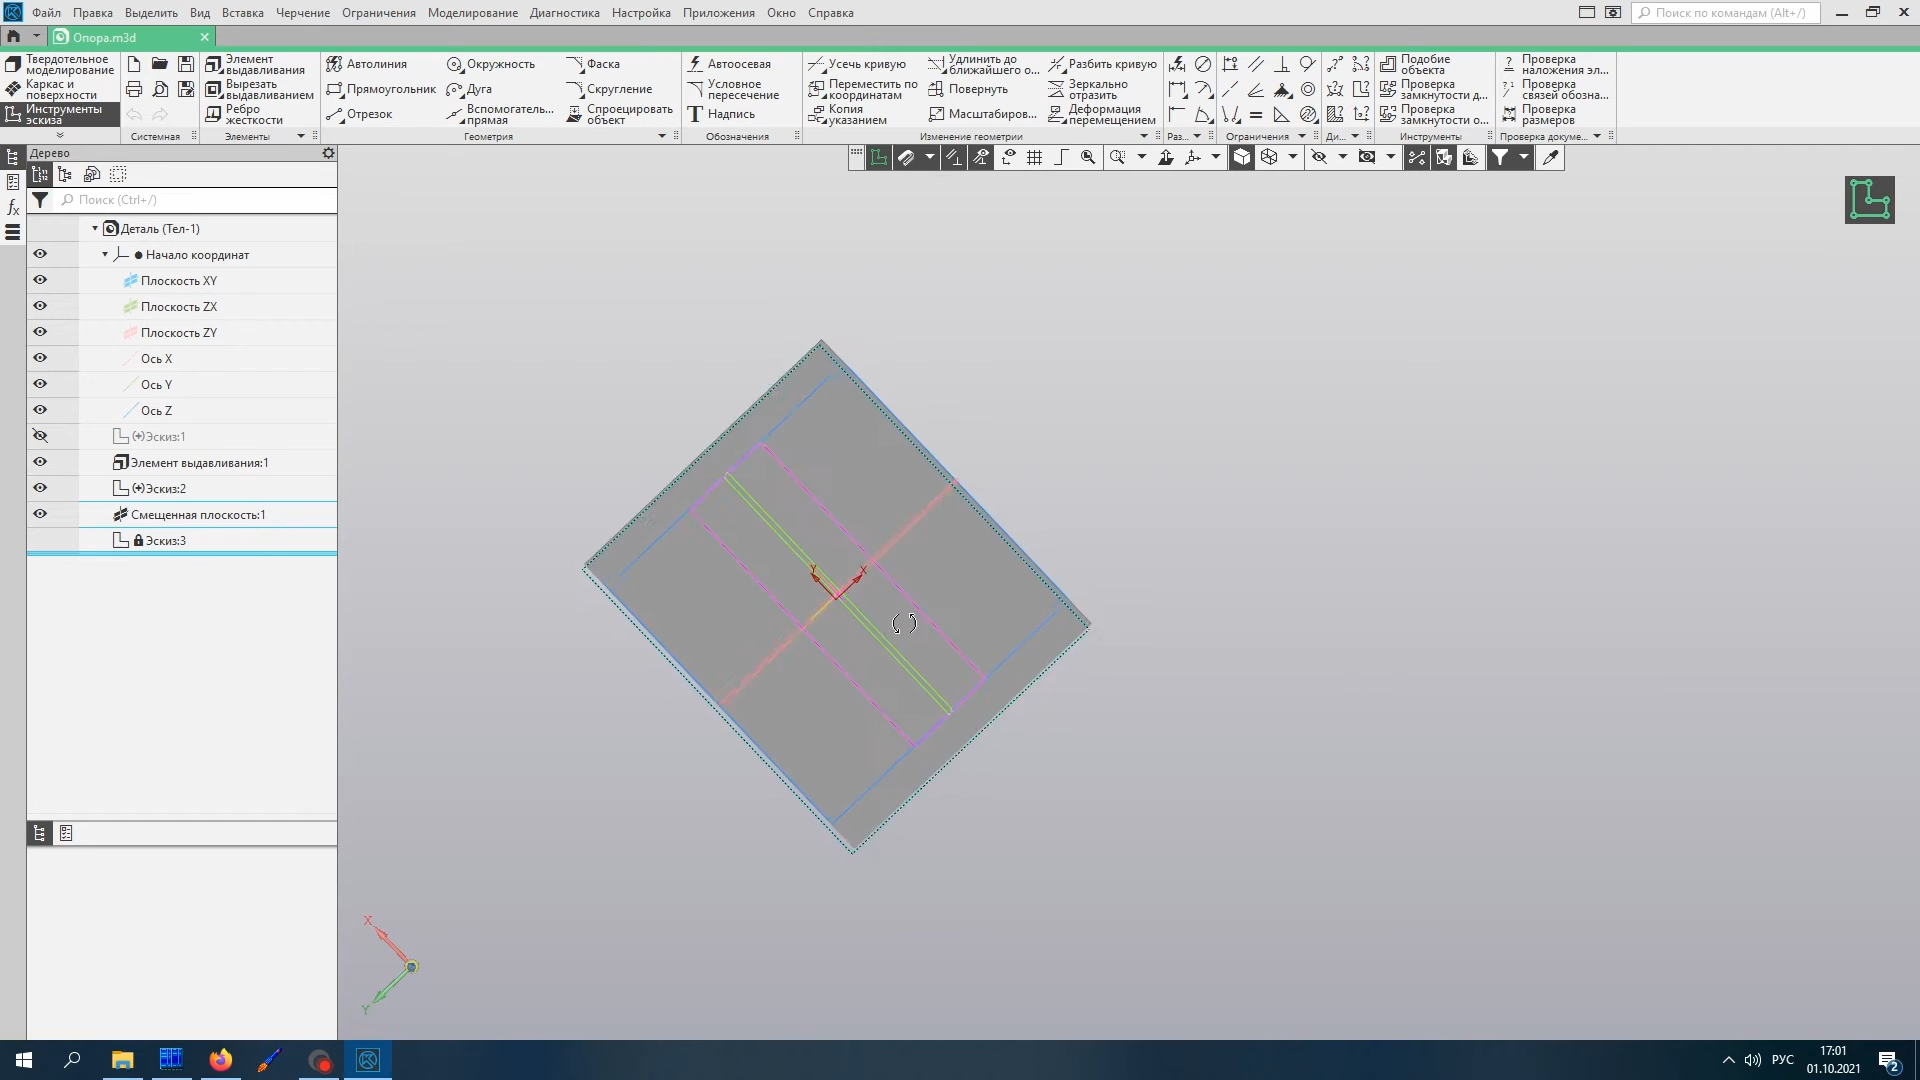 Файл Правка Выделить Вид Вставка Черчение Ограничения Моделирование Диагностика Настройка Приложения Окно Справка Поиск по командам (Alt+/)
Опора.m3d
Твердотельное моделирование
Каркас и поверхности
Инструменты эскиза
Системная
Элемент выдавливания
Вырезать выдавливанием
Ребро жесткости
Элементы
Автолиния Окружность Фаска
Прямоугольник Дуга Скругление
Отрезок Вспомогатель... прямая Спроецировать объект
Геометрия
Автоосевая
Условное пересечение
Надпись
Обозначения
Усечь кривую Удлинить до ближайшего о... Разбить кривую
Переместить по координатам Повернуть Зеркально отразить
Копия указанием Масштабиров... Деформация перемещением
Изменение геометрии
Раз...
Ограничения
Ди...
Подобие объекта
Проверка замкнутости д...
Проверка замкнутости о...
Инструменты
Проверка наложения эл...
Проверка связей обозна...
Проверка размеров
Проверка докуме...
Дерево
Поиск (Ctrl+/)
Деталь (Тел-1)
Начало координат
Плоскость XY
Плоскость ZX
Плоскость ZY
Ось X
Ось Y
Ось Z
(+)Эскиз:1
Элемент выдавливания:1
(+)Эскиз:2
Смещенная плоскость:1
Эскиз:3
Y X
X
Y
РУС
17:01
01.10.2021
2